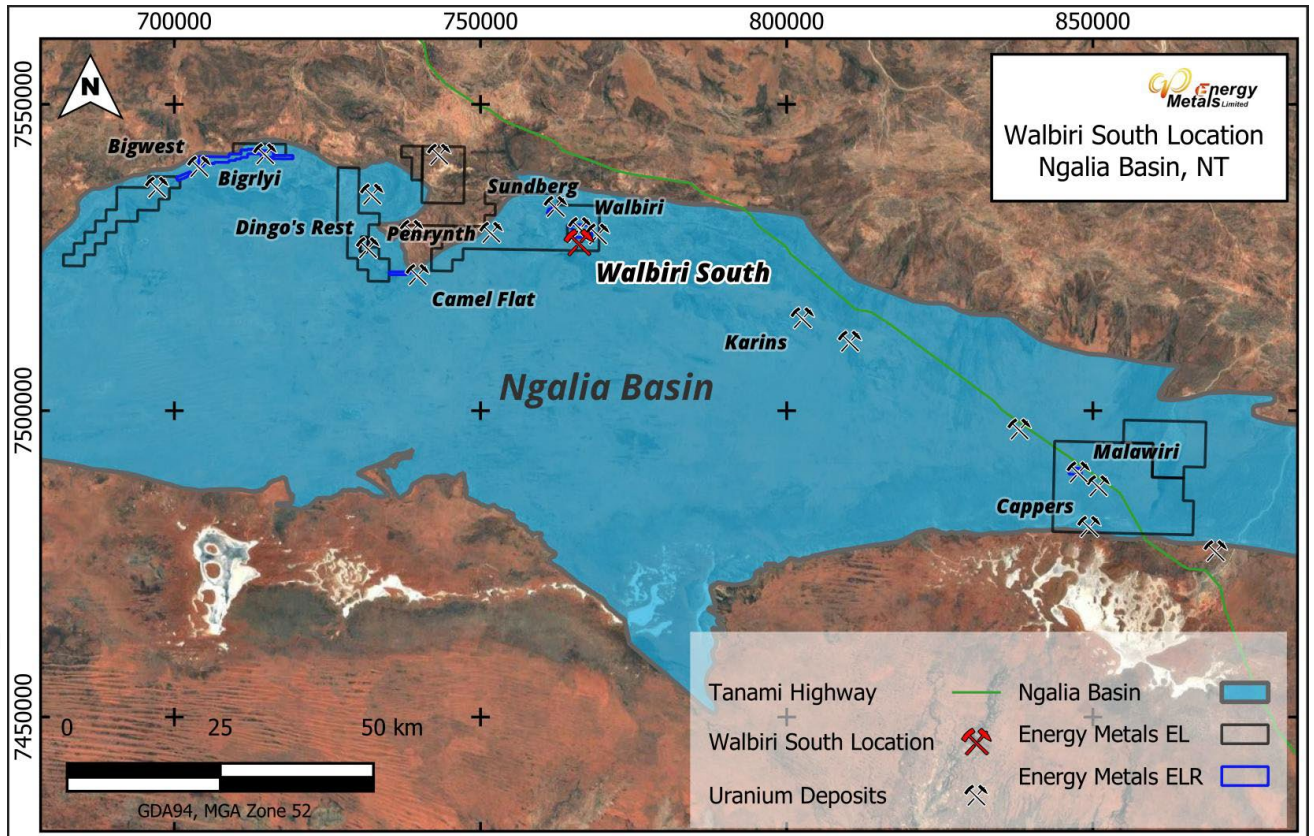 700000
750000
800000
850000
7550000
7500000
7450000
N
Energy
Metals Limited
Walbiri South Location
Ngalia Basin, NT
Bigwest
Bigrlyi
Sundberg
Walbiri
Dingo's Rest
Penrynth
Walbiri South
Camel Flat
Karins
Ngalia Basin
Malawiri
Cappers
0 25 50 km
GDA94, MGA Zone 52
Tanami Highway
Walbiri South Location
Uranium Deposits
Ngalia Basin
Energy Metals EL
Energy Metals ELR